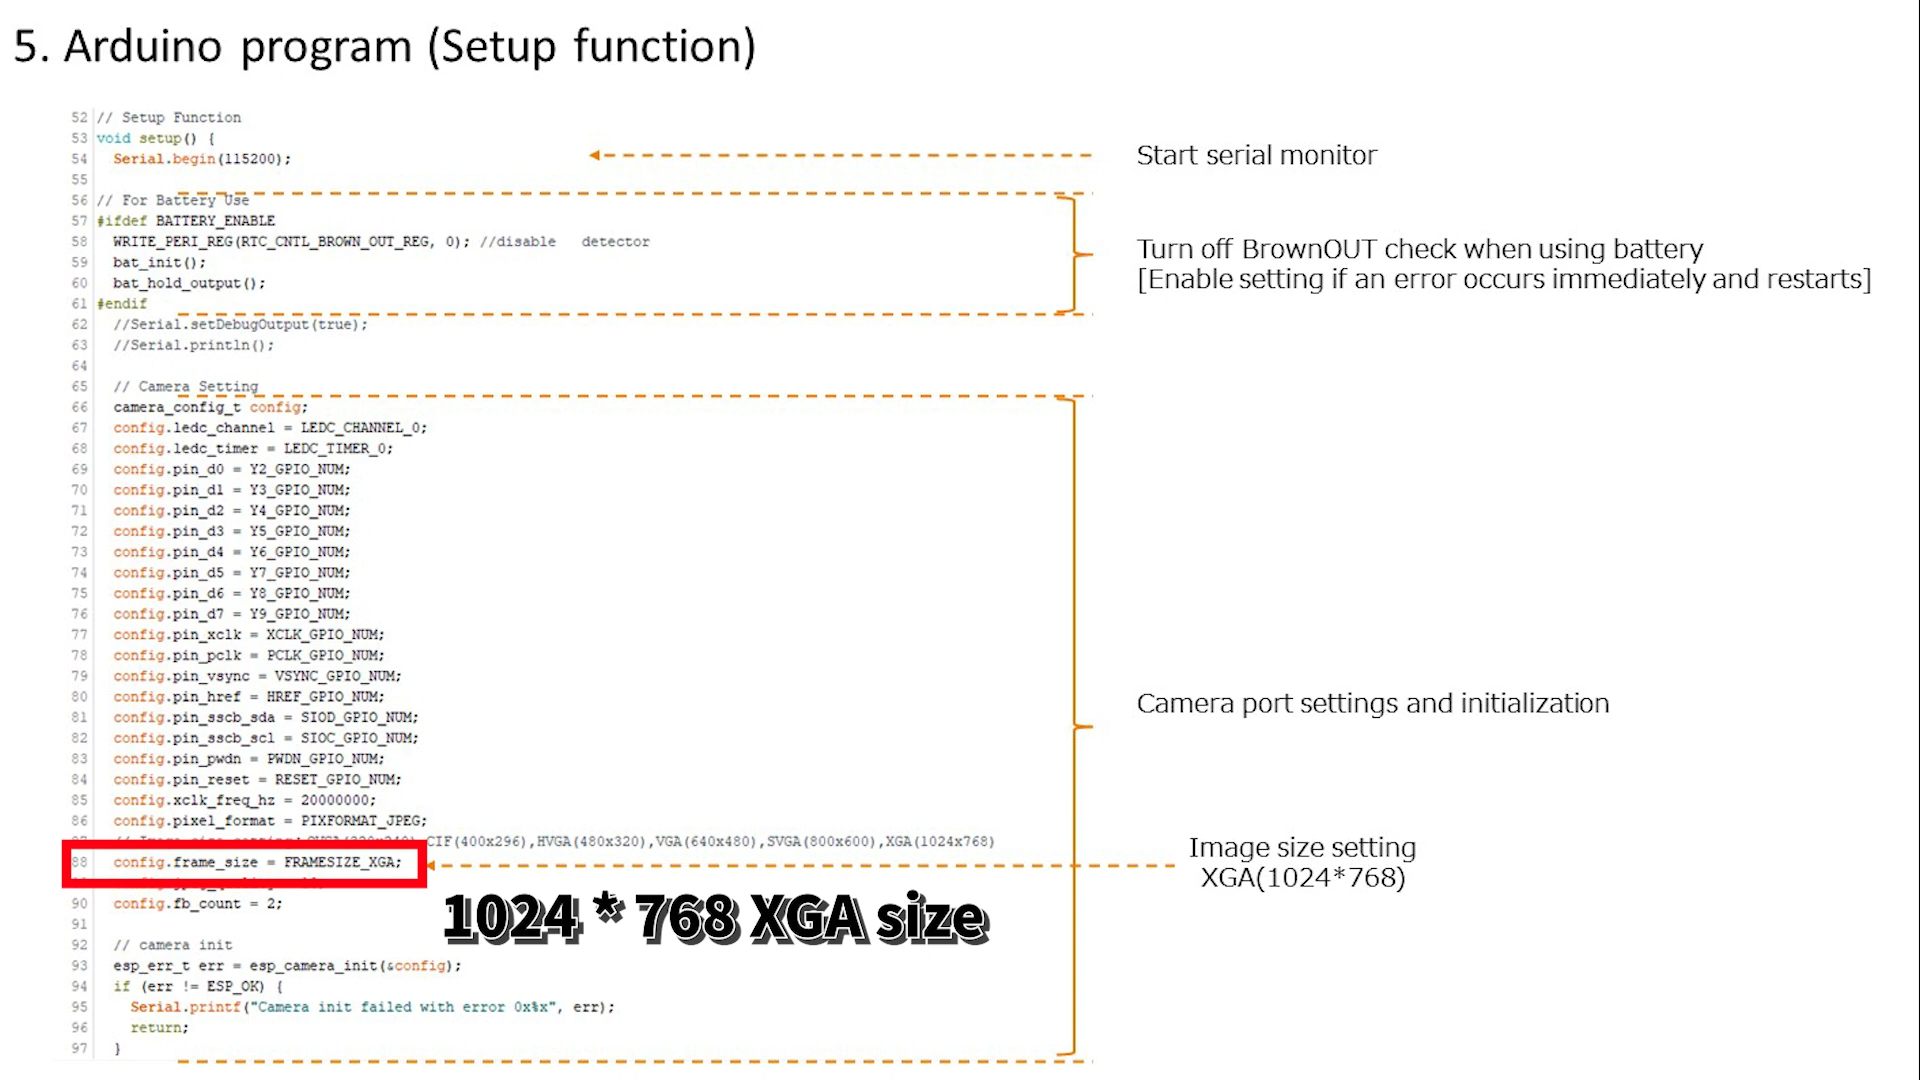 5. Arduino program (Setup function)
52 // Setup Function
53 void setup() {
54 Serial.begin(115200);
Start serial monitor
55
56 // For Battery Use
57 #ifdef BATTERY_ENABLE
58 WRITE_PERI_REG(RTC_CNTL_BROWN_OUT_REG, 0); //disable detector
59 bat_init();
60 bat_hold_output();
61 #endif
Turn off BrownOUT check when using battery
[Enable setting if an error occurs immediately and restarts]
62 //Serial.setDebugOutput(true);
63 //Serial.println();
64
65 // Camera Setting
66 camera_config_t config;
67 config.ledc_channel = LEDC_CHANNEL_0;
68 config.ledc_timer = LEDC_TIMER_0;
69 config.pin_d0 = Y2_GPIO_NUM;
70 config.pin_d1 = Y3_GPIO_NUM;
71 config.pin_d2 = Y4_GPIO_NUM;
72 config.pin_d3 = Y5_GPIO_NUM;
73 config.pin_d4 = Y6_GPIO_NUM;
74 config.pin_d5 = Y7_GPIO_NUM;
75 config.pin_d6 = Y8_GPIO_NUM;
76 config.pin_d7 = Y9_GPIO_NUM;
77 config.pin_xclk = XCLK_GPIO_NUM;
78 config.pin_pclk = PCLK_GPIO_NUM;
79 config.pin_vsync = VSYNC_GPIO_NUM;
80 config.pin_href = HREF_GPIO_NUM;
81 config.pin_sscb_sda = SIOD_GPIO_NUM;
82 config.pin_sscb_scl = SIOC_GPIO_NUM;
83 config.pin_pwdn = PWDN_GPIO_NUM;
84 config.pin_reset = RESET_GPIO_NUM;
85 config.xclk_freq_hz = 20000000;
86 config.pixel_format = PIXFORMAT_JPEG;
Camera port settings and initialization
CIF(400x296),HVGA(480x320),VGA(640x480),SVGA(800x600),XGA(1024x768)
88 config.frame_size = FRAMESIZE_XGA;
Image size setting
XGA(1024*768)
90 config.fb_count = 2;
1024 * 768 XGA size
91
92 // camera init
93 esp_err_t err = esp_camera_init(&config);
94 if (err != ESP_OK) {
95 Serial.printf("Camera init failed with error 0x%x", err);
96 return;
97 }